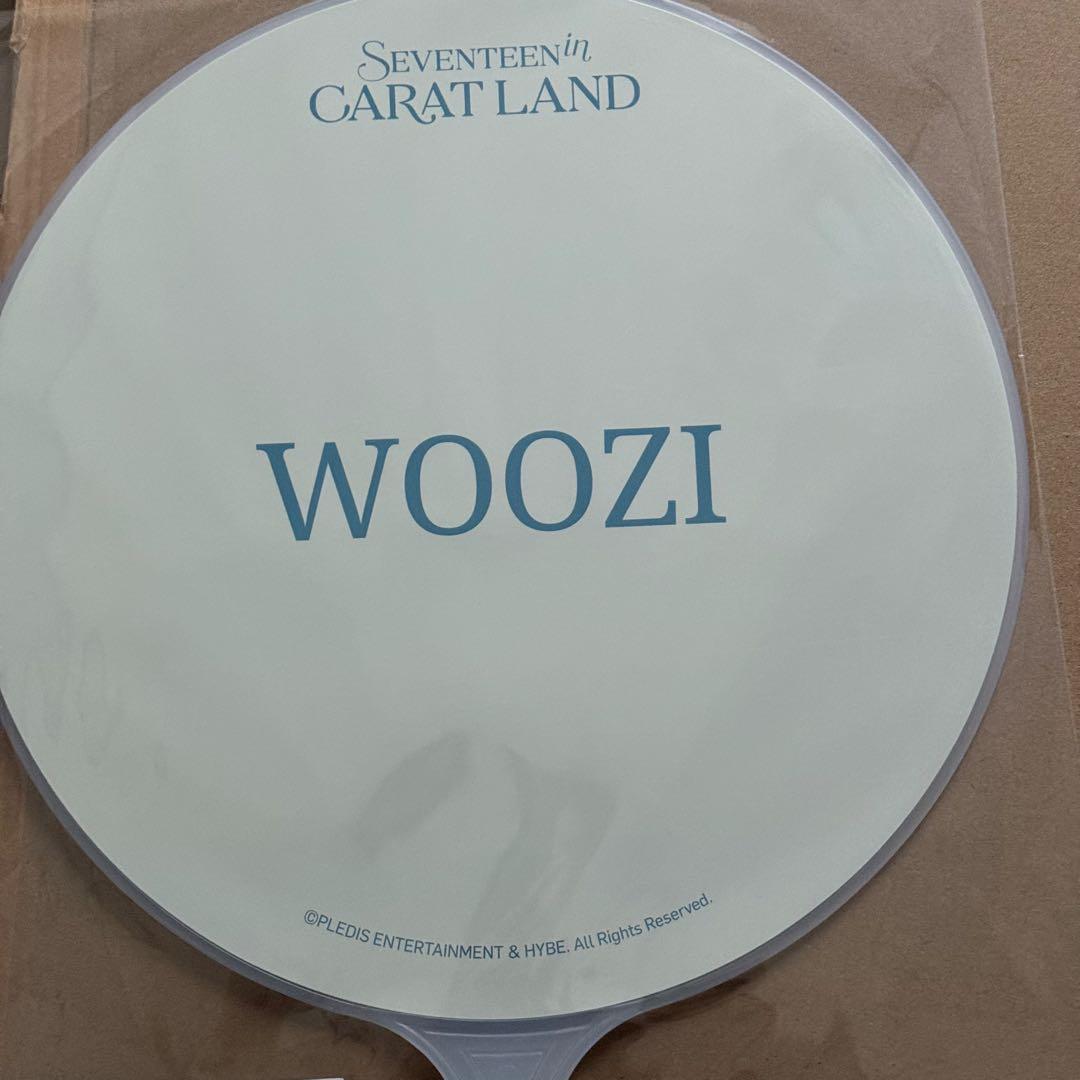 SEVENTEEN in
CARAT LAND
WOOZI
©PLEDIS ENTERTAINMENT & HYBE. All Rights Reserved.